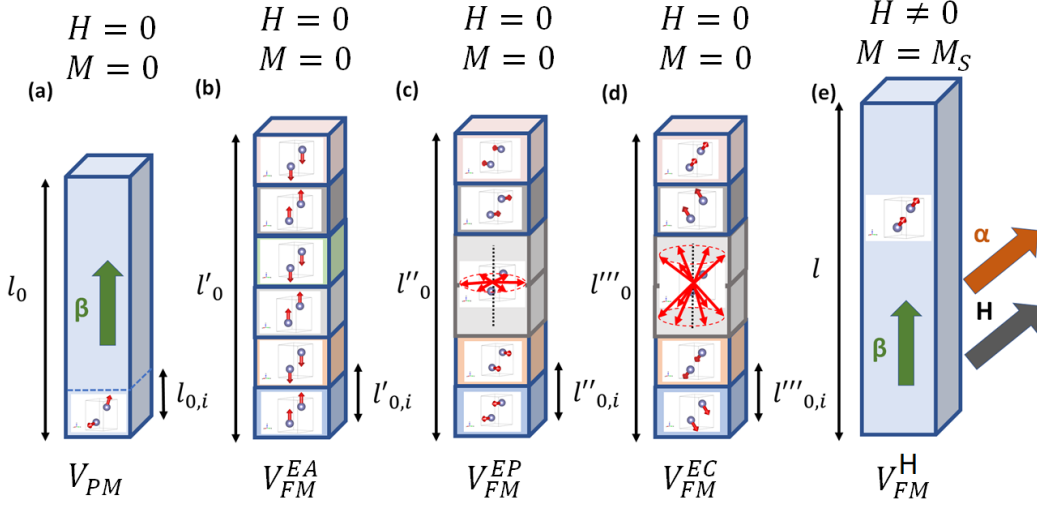 H = 0
M = 0
H = 0
M = 0
H = 0
M = 0
H = 0
M = 0
H ≠ 0
M = M_S
(a)
(b)
(c)
(d)
(e)
l_0
β
l_{0,i}
l'_0
l'_{0,i}
l''_0
l''_{0,i}
l'''_0
l'''_{0,i}
l
α
H
β
V_{PM}
V_{FM}^{EA}
V_{FM}^{EP}
V_{FM}^{EC}
V_{FM}^{H}